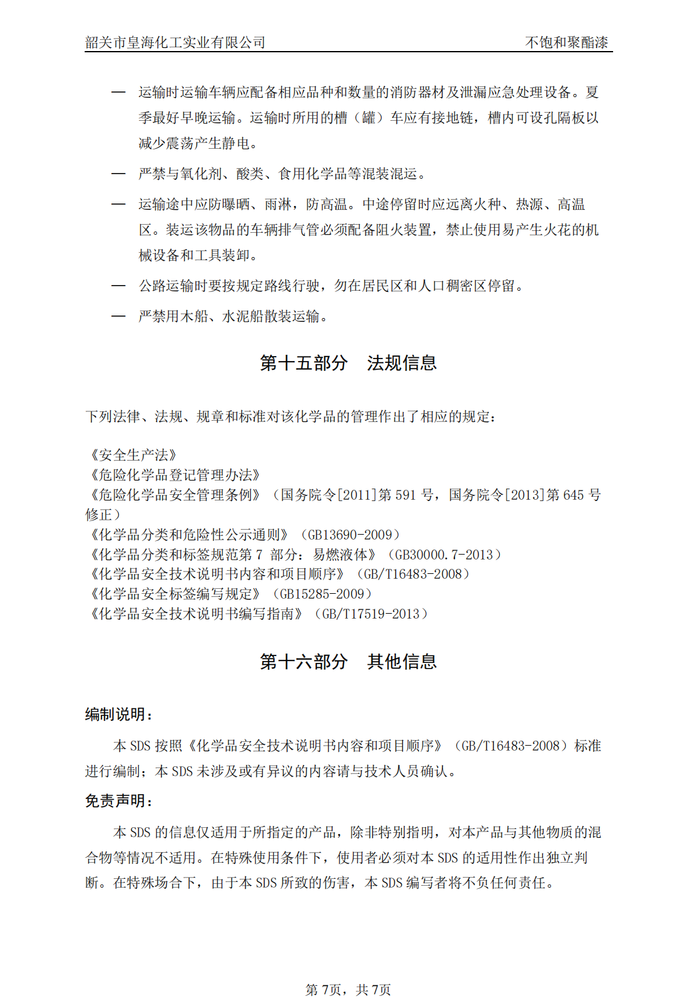 韶关市皇海化工实业有限公司 不饱和聚酯漆
— 运输时运输车辆应配备相应品种和数量的消防器材及泄漏应急处理设备。夏
季最好早晚运输。运输时所用的槽（罐）车应有接地链，槽内可设孔隔板以
减少震荡产生静电。
— 严禁与氧化剂、酸类、食用化学品等混装混运。
— 运输途中应防曝晒、雨淋，防高温。中途停留时应远离火种、热源、高温
区。装运该物品的车辆排气管必须配备阻火装置，禁止使用易产生火花的机
械设备和工具装卸。
— 公路运输时要按规定路线行驶，勿在居民区和人口稠密区停留。
— 严禁用木船、水泥船散装运输。
第十五部分 法规信息
下列法律、法规、规章和标准对该化学品的管理作出了相应的规定：
《安全生产法》
《危险化学品登记管理办法》
《危险化学品安全管理条例》（国务院令[2011]第 591 号，国务院令[2013]第 645 号
修正）
《化学品分类和危险性公示通则》（GB13690-2009）
《化学品分类和标签规范第 7 部分：易燃液体》（GB30000.7-2013）
《化学品安全技术说明书内容和项目顺序》（GB/T16483-2008）
《化学品安全标签编写规定》（GB15285-2009）
《化学品安全技术说明书编写指南》（GB/T17519-2013）
第十六部分 其他信息
编制说明：
本 SDS 按照《化学品安全技术说明书内容和项目顺序》（GB/T16483-2008）标准
进行编制；本 SDS 未涉及或有异议的内容请与技术人员确认。
免责声明：
本 SDS 的信息仅适用于所指定的产品，除非特别指明，对本产品与其他物质的混
合物等情况不适用。在特殊使用条件下，使用者必须对本 SDS 的适用性作出独立判
断。在特殊场合下，由于本 SDS 所致的伤害，本 SDS 编写者将不负任何责任。
第 7页，共 7页